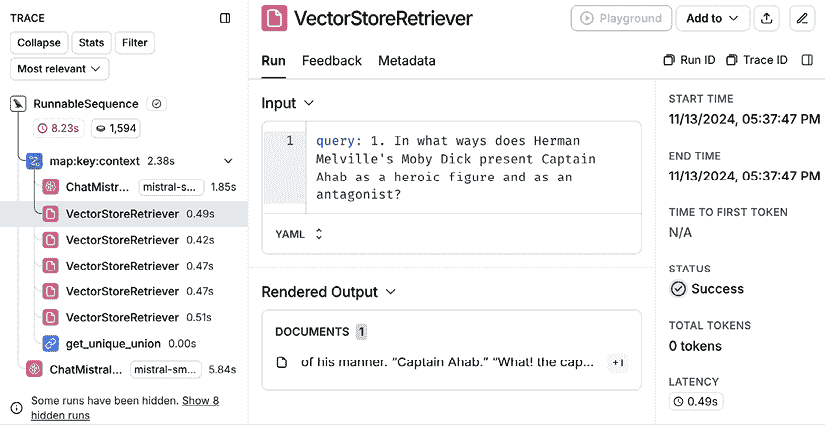 TRACE
Collapse
Stats
Filter
Most relevant
RunnableSequence
8.23s
1,594
map:key:context 2.38s
ChatMistr... mistral-s... 1.85s
VectorStoreRetriever 0.49s
VectorStoreRetriever 0.42s
VectorStoreRetriever 0.47s
VectorStoreRetriever 0.47s
VectorStoreRetriever 0.51s
get_unique_union 0.00s
ChatMistral... mistral-sm... 5.84s
Some runs have been hidden. Show 8
hidden runs
VectorStoreRetriever
Playground
Add to
Run
Feedback
Metadata
Run ID
Trace ID
Input
1
query: 1. In what ways does Herman
Melville's Moby Dick present Captain
Ahab as a heroic figure and as an
antagonist?
YAML
Rendered Output
DOCUMENTS 1
of his manner. “Captain Ahab.” “What! the cap... +1
START TIME
11/13/2024, 05:37:47 PM
END TIME
11/13/2024, 05:37:47 PM
TIME TO FIRST TOKEN
N/A
STATUS
Success
TOTAL TOKENS
0 tokens
LATENCY
0.49s